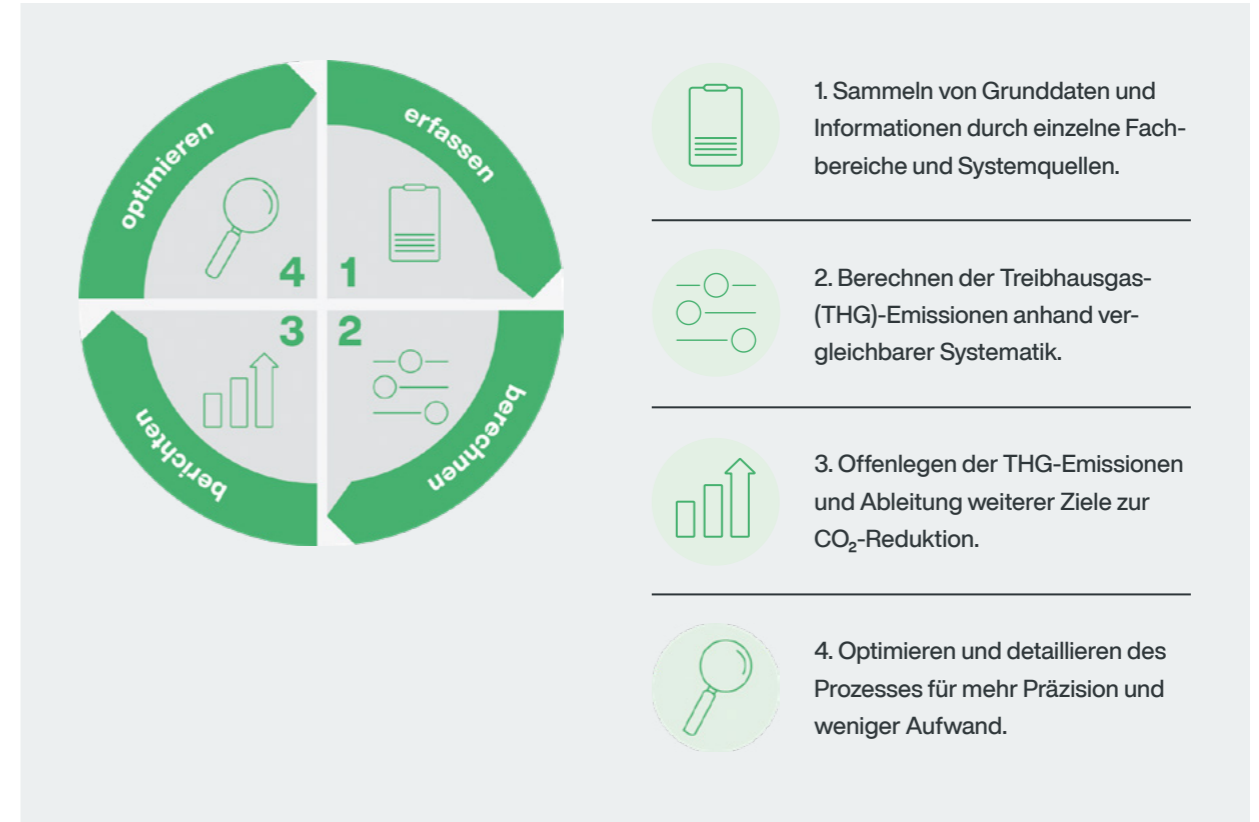 optimieren
erfassen
4
1
3
2
berichten
berechnen
1. Sammeln von Grunddaten und
Informationen durch einzelne Fach-
bereiche und Systemquellen.
2. Berechnen der Treibhausgas-
(THG)-Emissionen anhand ver-
gleichbarer Systematik.
3. Offenlegen der THG-Emissionen
und Ableitung weiterer Ziele zur
CO₂-Reduktion.
4. Optimieren und detaillieren des
Prozesses für mehr Präzision und
weniger Aufwand.